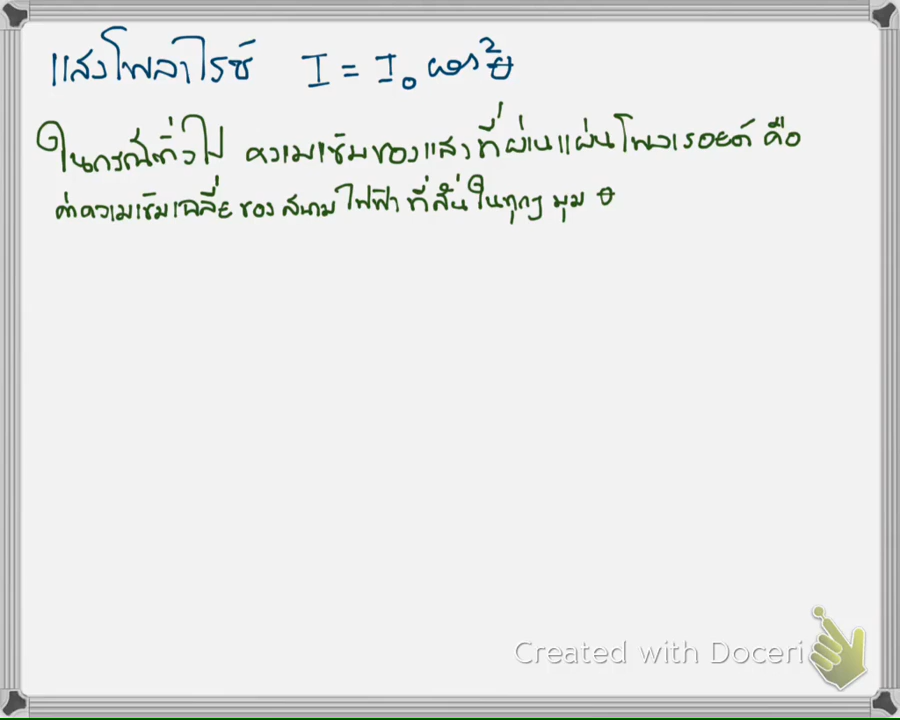 แสงโพลาไรซ์ I = I₀ cos²θ
ในกรณีทั่วไป ความเข้มของแสงที่ผ่านแผ่นโพลารอยด์ คือ
ค่าความเข้มเฉลี่ย ของ สนามไฟฟ้า ที่สั่น ในทุกๆ มุม θ
Created with Doceri